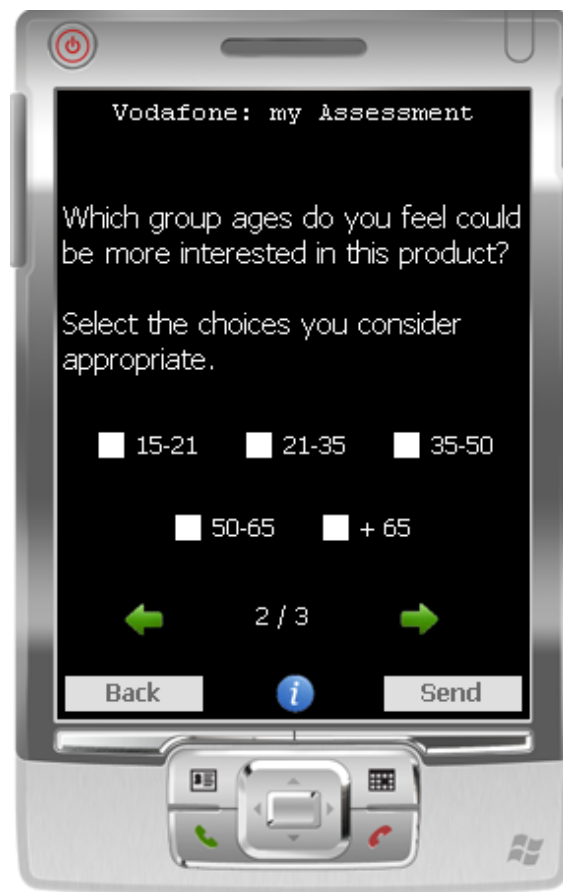 Vodafone: my Assessment
Which group ages do you feel could
be more interested in this product?
Select the choices you consider
appropriate.
15-21 21-35 35-50
50-65 + 65
2 / 3
Back i Send